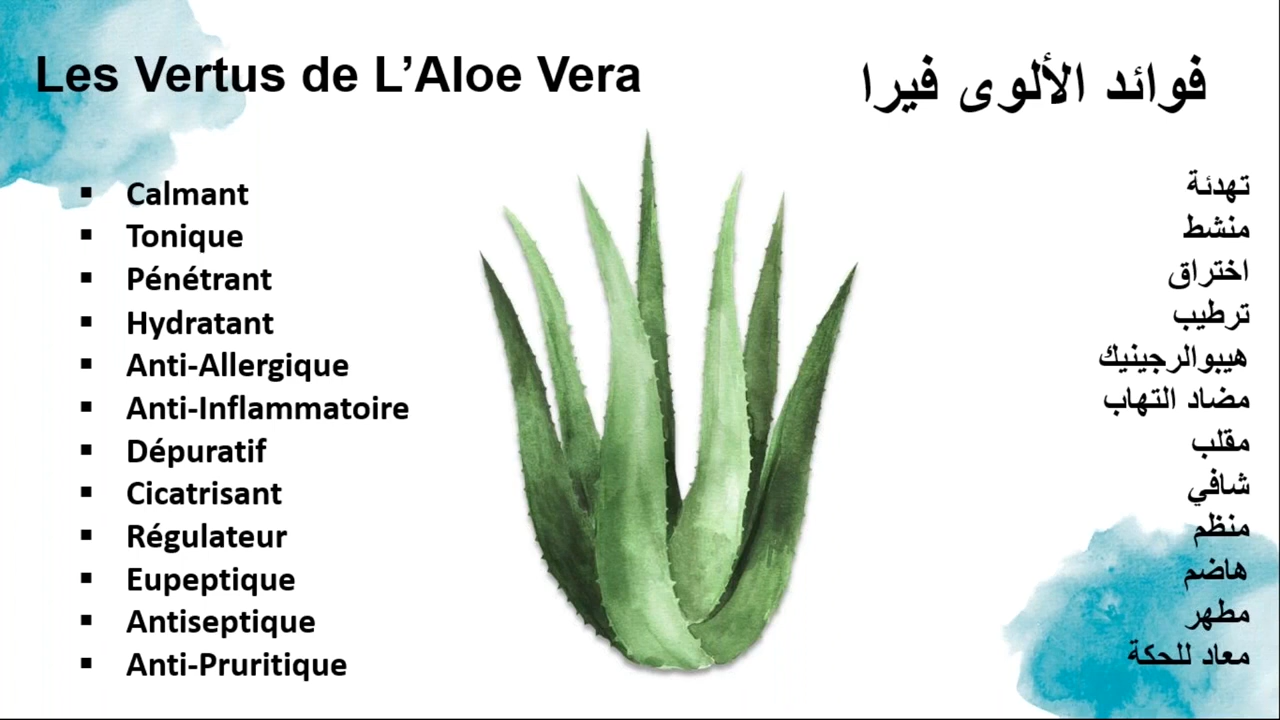 Les Vertus de L’Aloe Vera
فوائد الألوى فيرا
▪ Calmant
▪ Tonique
▪ Pénétrant
▪ Hydratant
▪ Anti-Allergique
▪ Anti-Inflammatoire
▪ Dépuratif
▪ Cicatrisant
▪ Régulateur
▪ Eupeptique
▪ Antiseptique
▪ Anti-Pruritique
تهدئة
منشط
اختراق
ترطيب
هيبوالرجينيك
مضاد التهاب
مقلب
شافي
منظم
هاضم
مطهر
معاد للحكة